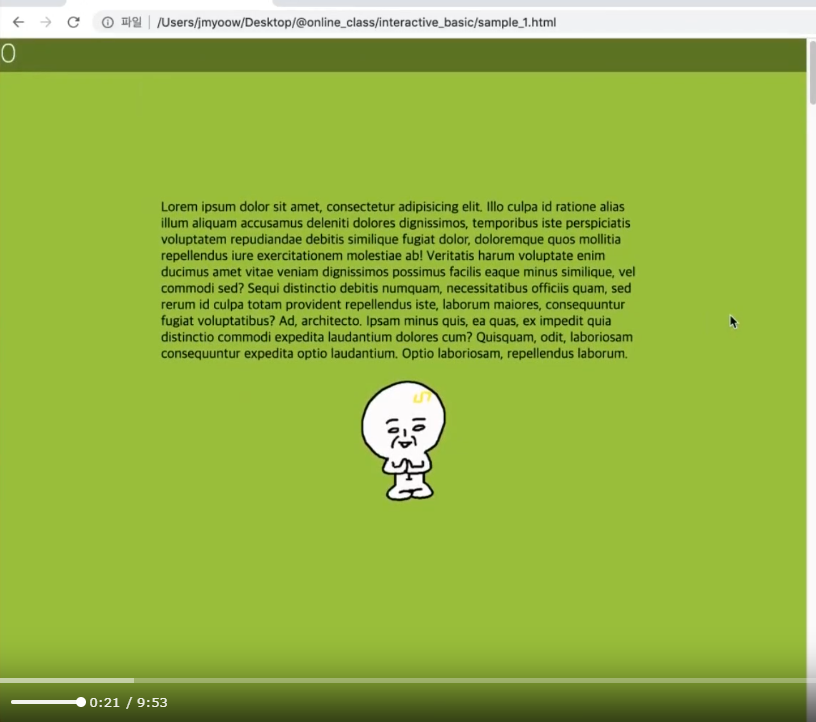 파일 /Users/jmyoow/Desktop/@online_class/interactive_basic/sample_1.html
0
Lorem ipsum dolor sit amet, consectetur adipisicing elit. Illo culpa id ratione alias
illum aliquam accusamus deleniti dolores dignissimos, temporibus iste perspiciatis
voluptatem repudiandae debitis similique fugiat dolor, doloremque quos mollitia
repellendus iure exercitationem molestiae ab! Veritatis harum voluptate enim
ducimus amet vitae veniam dignissimos possimus facilis eaque minus similique, vel
commodi sed? Sequi distinctio debitis numquam, necessitatibus officiis quam, sed
rerum id culpa totam provident repellendus iste, laborum maiores, consequuntur
fugiat voluptatibus? Ad, architecto. Ipsam minus quis, ea quas, ex impedit quia
distinctio commodi expedita laudantium dolores cum? Quisquam, odit, laboriosam
consequuntur expedita optio laudantium. Optio laboriosam, repellendus laborum.
0:21 / 9:53